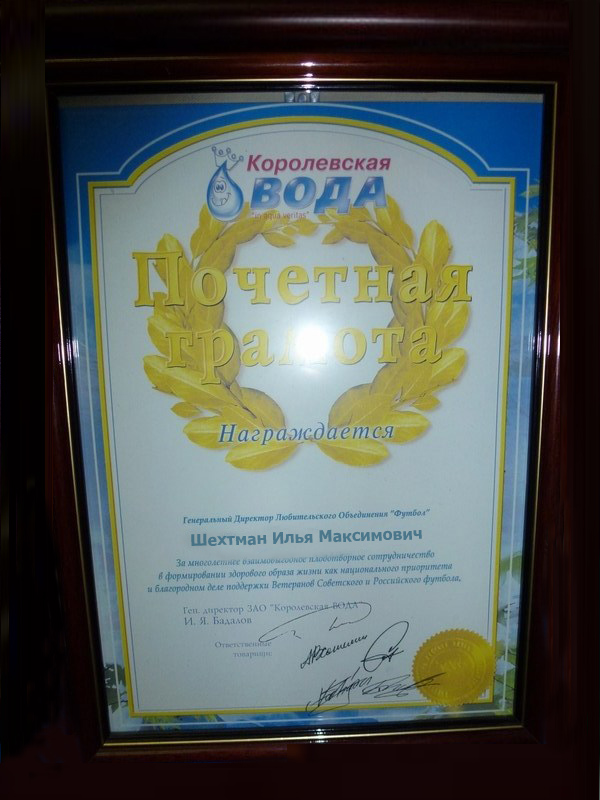 Королевская
ВОДА
Почетная
грамота
Награждается
Генеральный Директор Любительского Объединения "Футбол"
Шехтман Илья Максимович
За многолетнее взаимовыгодное плодотворное сотрудничество
в формировании здорового образа жизни как национального приоритета
и благородном деле поддержки Ветеранов Советского и Российского футбола,
Ген. директор ЗАО "Королевская ВОДА"
И. Я. Бадалов
Ответственные
товарищи: